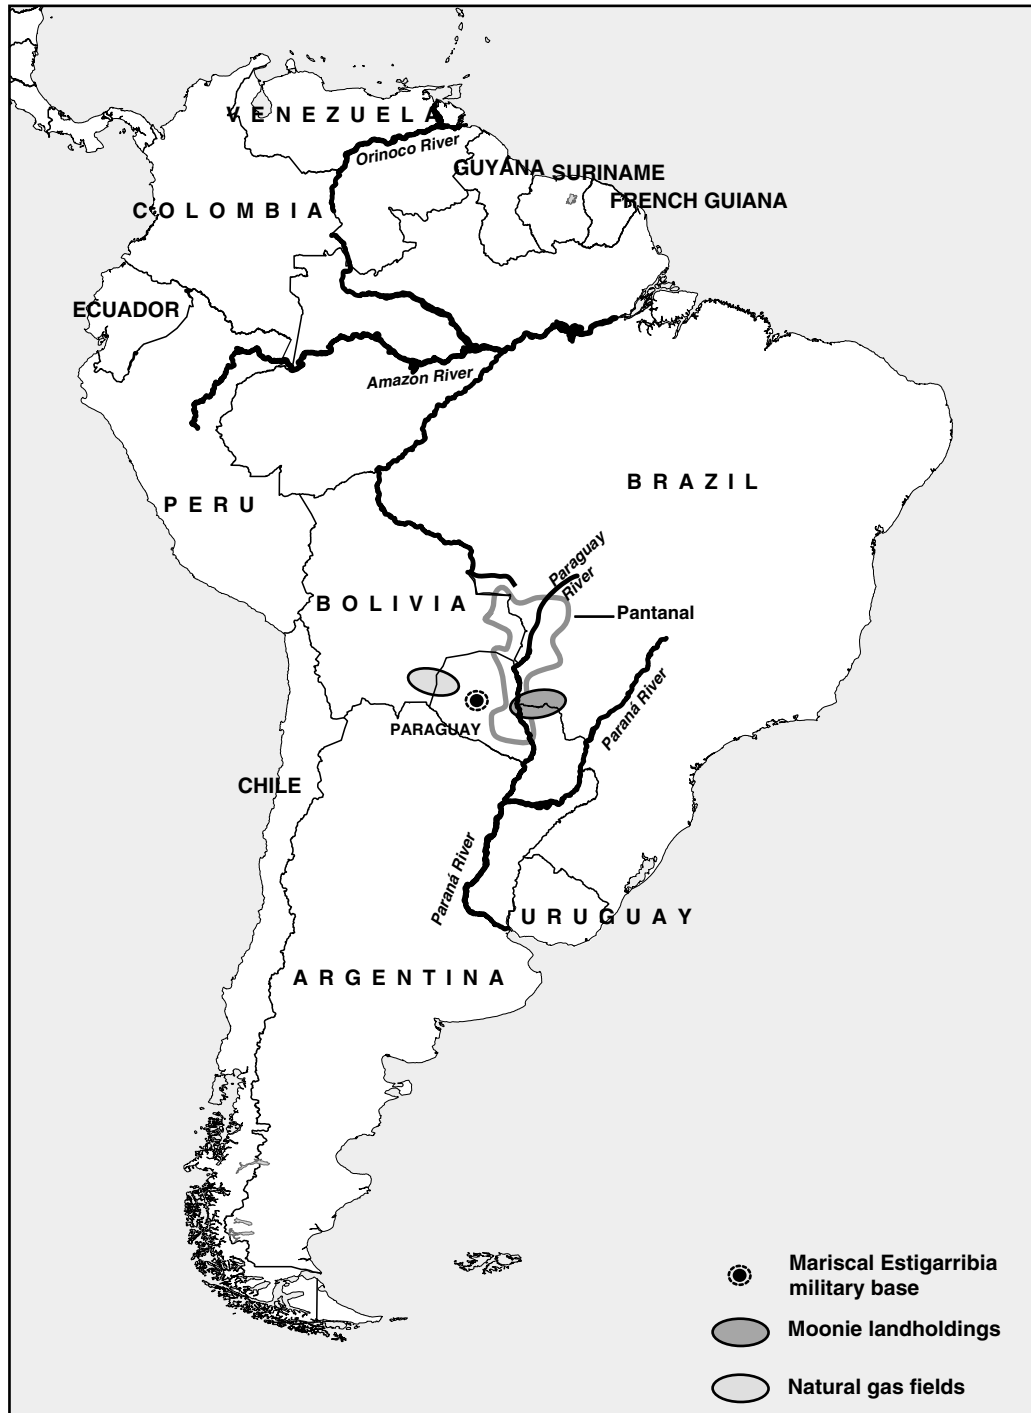 VENEZUELA
Orinoco River
GUYANA
SURINAME
FRENCH GUIANA
COLOMBIA
ECUADOR
Amazon River
BRAZIL
PERU
Paraguay
River
BOLIVIA
Pantanal
Paraná River
PARAGUAY
CHILE
Paraná River
URUGUAY
ARGENTINA
Mariscal Estigarribia
military base
Moonie landholdings
Natural gas fields